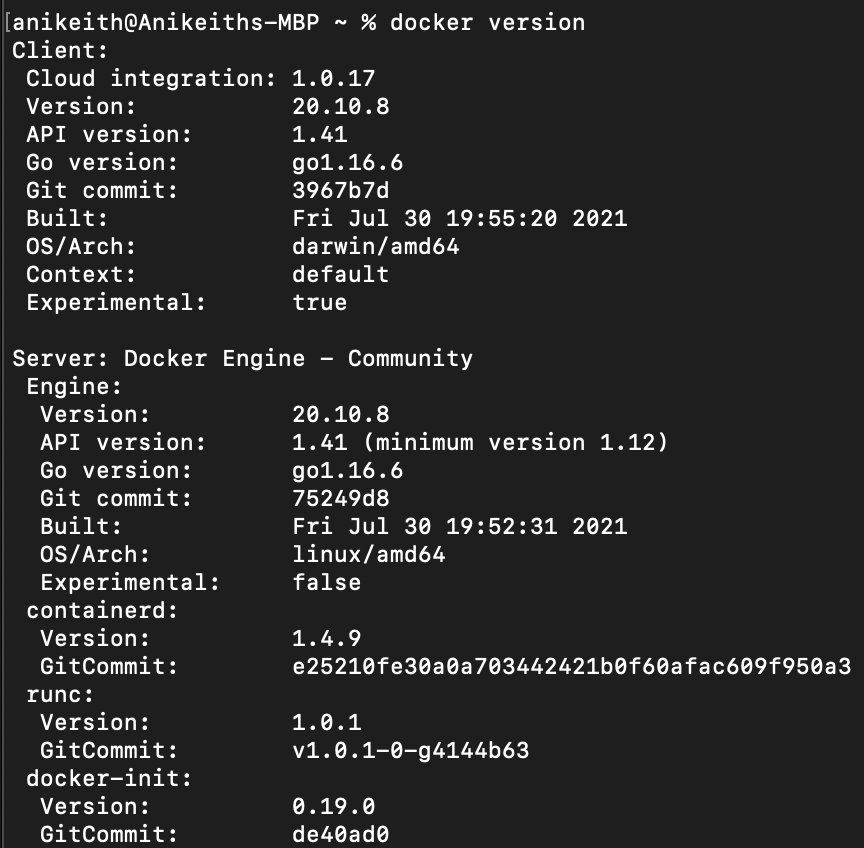 [anikeith@Anikeiths-MBP ~ % docker version
Client:
 Cloud integration: 1.0.17
 Version:           20.10.8
 API version:       1.41
 Go version:        go1.16.6
 Git commit:        3967b7d
 Built:             Fri Jul 30 19:55:20 2021
 OS/Arch:           darwin/amd64
 Context:           default
 Experimental:      true

Server: Docker Engine - Community
 Engine:
  Version:          20.10.8
  API version:      1.41 (minimum version 1.12)
  Go version:       go1.16.6
  Git commit:       75249d8
  Built:            Fri Jul 30 19:52:31 2021
  OS/Arch:          linux/amd64
  Experimental:     false
 containerd:
  Version:          1.4.9
  GitCommit:        e25210fe30a0a703442421b0f60afac609f950a3
 runc:
  Version:          1.0.1
  GitCommit:        v1.0.1-0-g4144b63
 docker-init:
  Version:          0.19.0
  GitCommit:        de40ad0